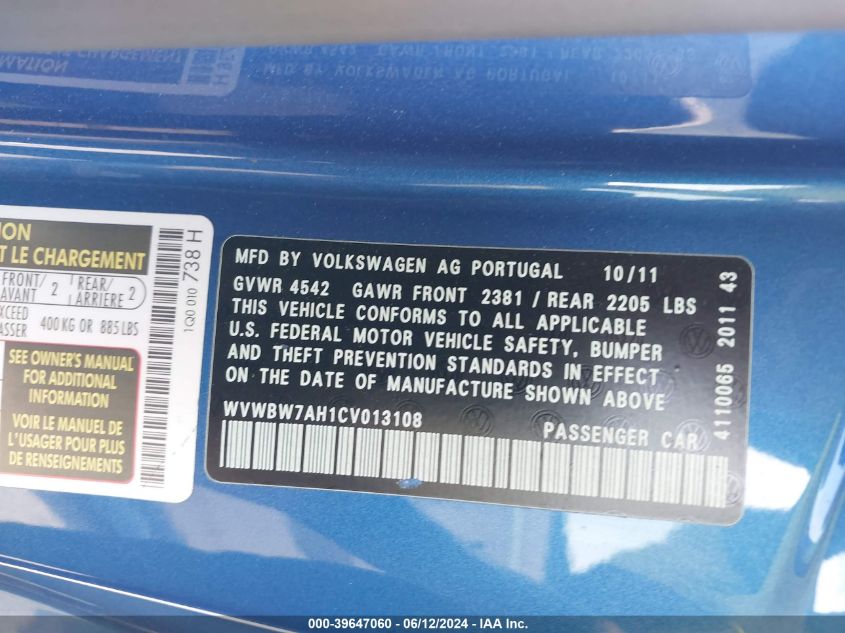 ION
T LE CHARGEMENT
FRONT/
AVANT 2
REAR/
ARRIERE 2
XCEED
ASSER
400 KG OR 885 LBS
SEE OWNER'S MANUAL
FOR ADDITIONAL
INFORMATION
VOIR LE MANUEL DE
L'USAGER POUR PLUS
DE RENSEIGNEMENTS
1Q0 010 738 H
MFD BY VOLKSWAGEN AG PORTUGAL 10/11
GVWR 4542 GAWR FRONT 2381 / REAR 2205 LBS
THIS VEHICLE CONFORMS TO ALL APPLICABLE
U.S. FEDERAL MOTOR VEHICLE SAFETY, BUMPER
AND THEFT PREVENTION STANDARDS IN EFFECT
ON THE DATE OF MANUFACTURE SHOWN ABOVE
WVWBW7AH1CV013108 PASSENGER CAR
4110065 2011 43
000-39647060 - 06/12/2024 - IAA Inc.